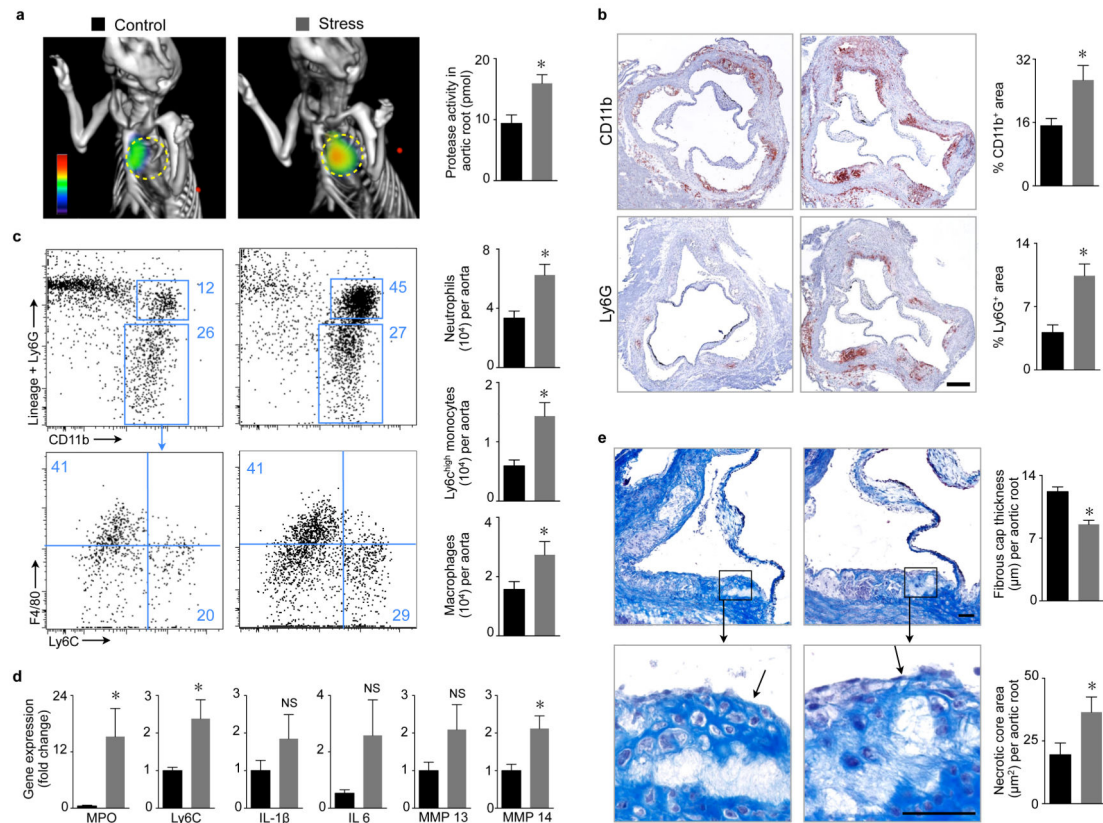 a
Control
Stress
Protease activity in
aortic root (pmol)
20
10
0
*
b
CD11b
Ly6G
% CD11b⁺ area
32
16
0
*
% Ly6G⁺ area
14
7
0
*
c
Lineage + Ly6G
CD11b
12
26
45
27
F4/80
Ly6C
41
20
41
29
Neutrophils
(10⁴) per aorta
8
4
0
*
Ly6cʰⁱᵍʰ monocytes
(10⁴) per aorta
2
1
0
*
Macrophages
(10⁴) per aorta
4
2
0
*
d
Gene expression
(fold change)
24
12
0
*
MPO
3
2
1
0
*
Ly6C
3
2
1
0
NS
IL-1ß
4
2
2
0
NS
IL 6
3
2
1
0
NS
MMP 13
3
2
1
0
*
MMP 14
e
Fibrous cap thickness
(µm) per aortic root
14
7
0
*
Necrotic core area
(µm²) per aortic root
50
25
0
*